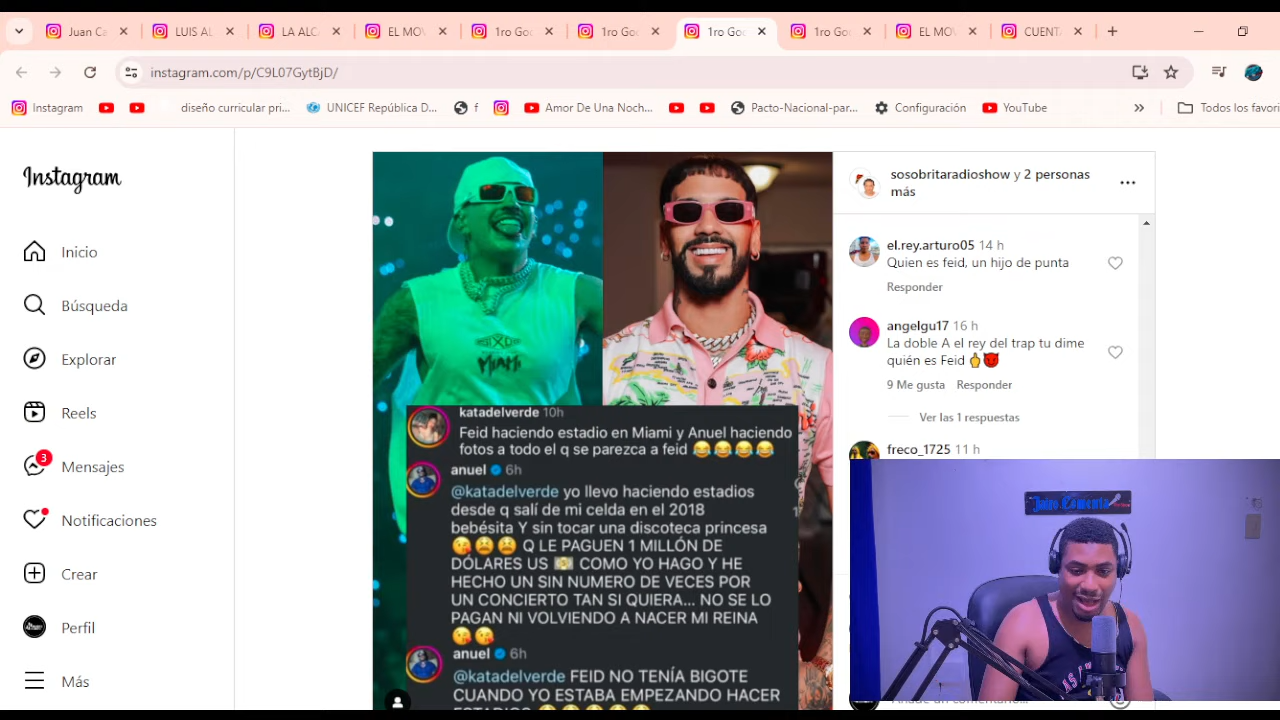 Juan Ca
LUIS AL
LA ALC
EL MOV
1ro Goo
1ro Goo
1ro Goo
1ro Go
EL MOV
CUENT
instagram.com/p/C9L07GytBjD/
Instagram
diseño curricular pri...
UNICEF República D...
f
Amor De Una Noch...
Pacto-Nacional-par...
Configuración
YouTube
Todos los favori
Instagram
Inicio
Búsqueda
Explorar
Reels
3
Mensajes
Notificaciones
Crear
Perfil
Más
MIAMI
katadelverde 10h
Feid haciendo estadio en Miami y Anuel haciendo
fotos a todo el q se parezca a feid 😂😂😂😂
anuel 6h
@katadelverde yo llevo haciendo estadios
desde q salí de mi celda en el 2018
bebésita Y sin tocar una discoteca princesa
😘😫😫 Q LE PAGUEN 1 MILLÓN DE
DÓLARES US 💵 COMO YO HAGO Y HE
HECHO UN SIN NUMERO DE VECES POR
UN CONCIERTO TAN SI QUIERA... NO SE LO
PAGAN NI VOLVIENDO A NACER MI REINA
😘😘
anuel 6h
@katadelverde FEID NO TENÍA BIGOTE
CUANDO YO ESTABA EMPEZANDO HACER
ESTADIOS
sosobritaradioshow y 2 personas
más
el.rey.arturo05 14 h
Quien es feid, un hijo de punta
Responder
angelgu17 16 h
La doble A el rey del trap tu dime
quién es Feid 🖕😈
9 Me gusta Responder
Ver las 1 respuestas
freco_1725 11 h
Jairo Comenta